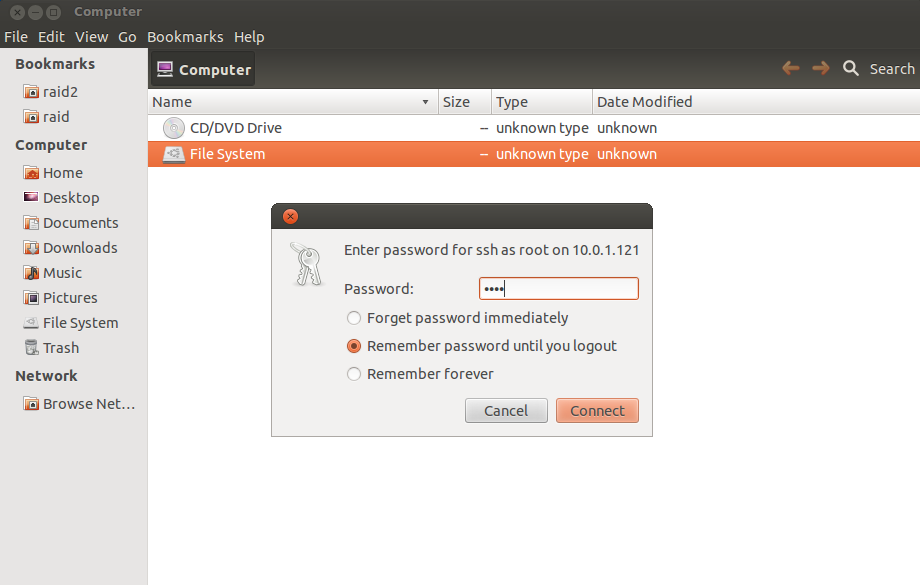 Computer
File Edit View Go Bookmarks Help
Bookmarks
raid2
raid
Computer
Home
Desktop
Documents
Downloads
Music
Pictures
File System
Trash
Network
Browse Net...
Computer
Search
Name Size Type Date Modified
CD/DVD Drive -- unknown type unknown
File System -- unknown type unknown
Enter password for ssh as root on 10.0.1.121
Password: ••••
Forget password immediately
Remember password until you logout
Remember forever
Cancel Connect